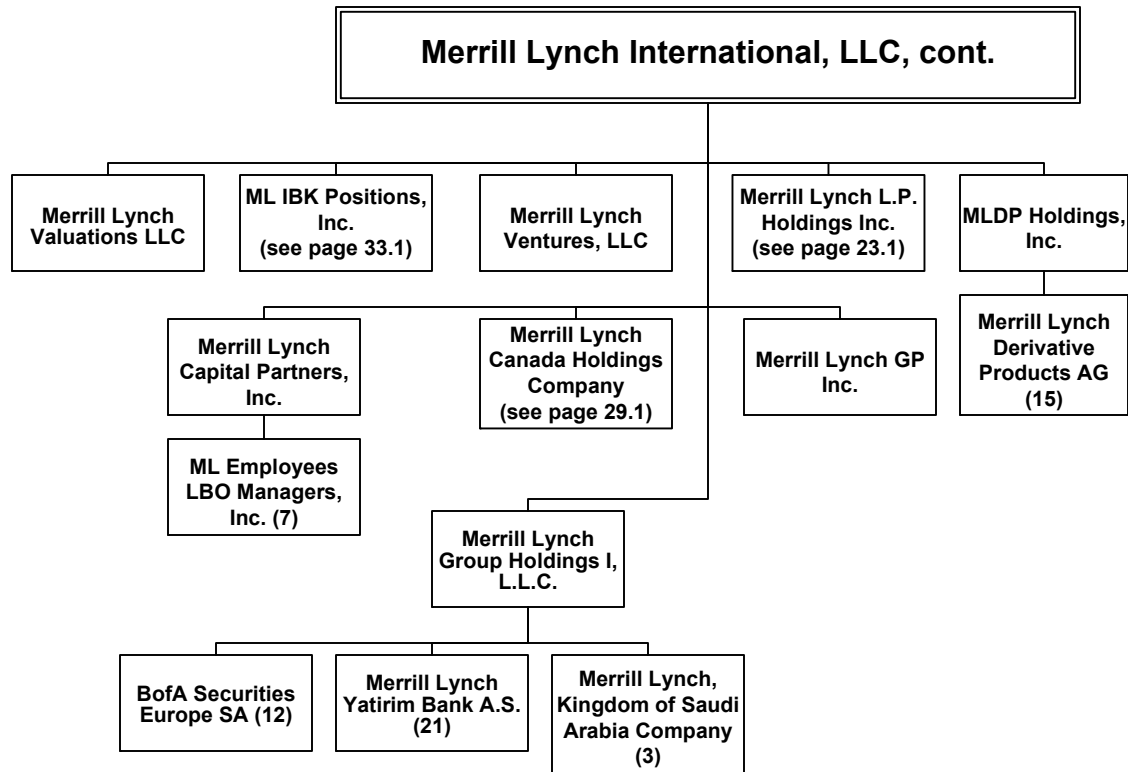 Merrill Lynch International, LLC, cont.
Merrill Lynch
Valuations LLC
ML IBK Positions,
Inc.
(see page 33.1)
Merrill Lynch
Ventures, LLC
Merrill Lynch L.P.
Holdings Inc.
(see page 23.1)
MLDP Holdings,
Inc.
Merrill Lynch
Capital Partners,
Inc.
Merrill Lynch
Canada Holdings
Company
(see page 29.1)
Merrill Lynch GP
Inc.
Merrill Lynch
Derivative
Products AG
(15)
ML Employees
LBO Managers,
Inc. (7)
Merrill Lynch
Group Holdings I,
L.L.C.
BofA Securities
Europe SA (12)
Merrill Lynch
Yatirim Bank A.S.
(21)
Merrill Lynch,
Kingdom of Saudi
Arabia Company
(3)